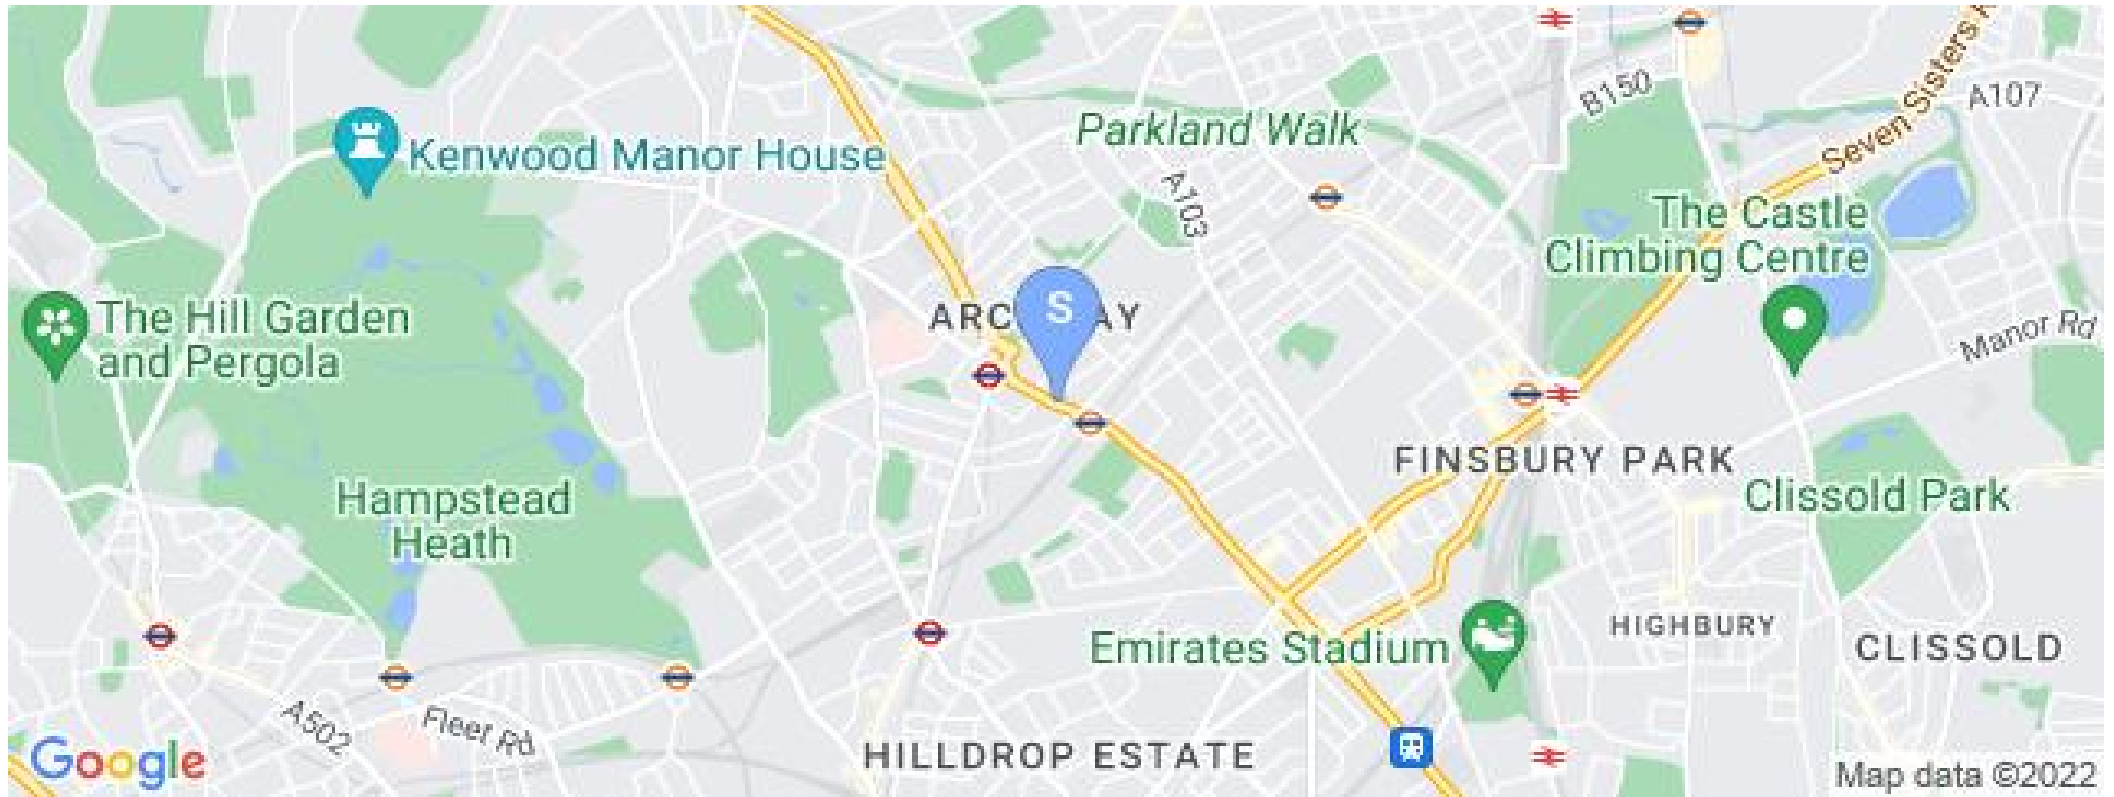 Seven Sisters R
B150
A107
Parkland Walk
Kenwood Manor House
A103
The Castle
Climbing Centre
The Hill Garden
and Pergola
S
ARC AY
Manor Rd
FINSBURY PARK
Hampstead
Heath
Clissold Park
HIGHBURY
Emirates Stadium
CLISSOLD
A502
Fleet Rd
HILLDROP ESTATE
Google
Map data ©2022